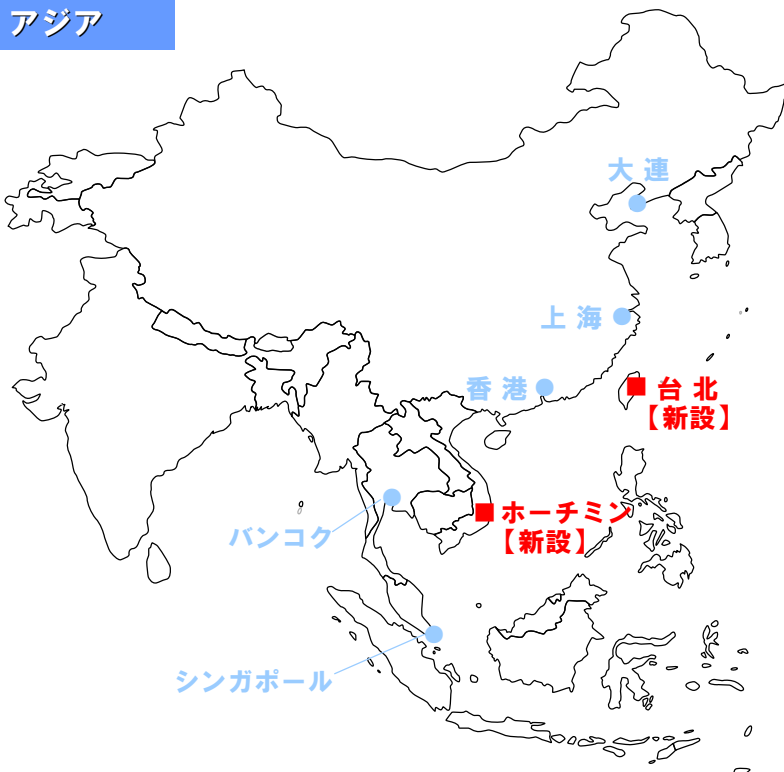 アジア
大 連
上 海
香 港
台 北
【新設】
ホーチミン
【新設】
バンコク
シンガポール